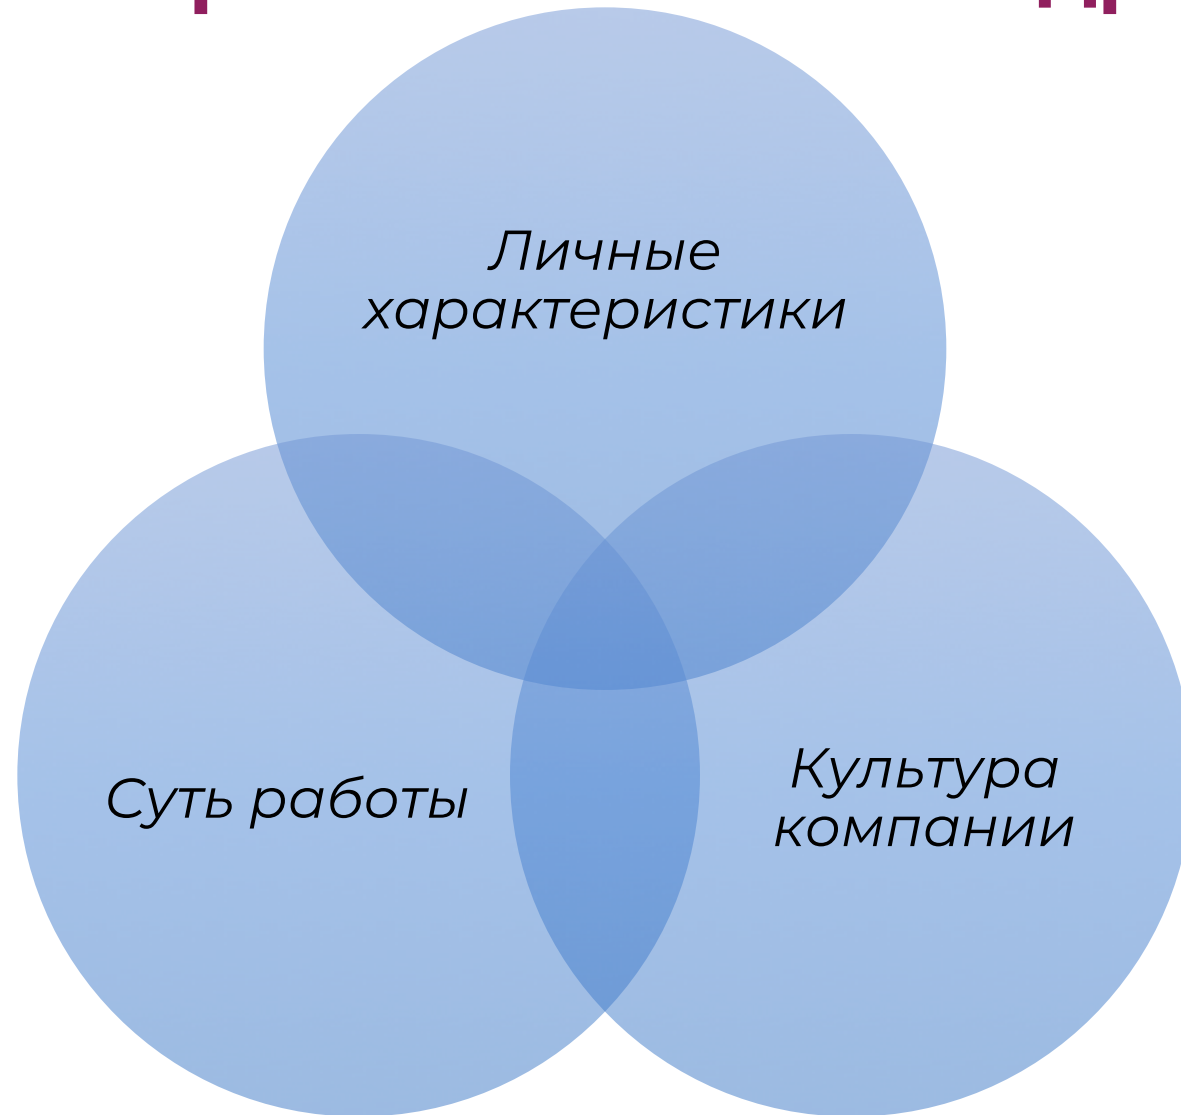 Личные
характеристики
Суть работы
Культура
компании